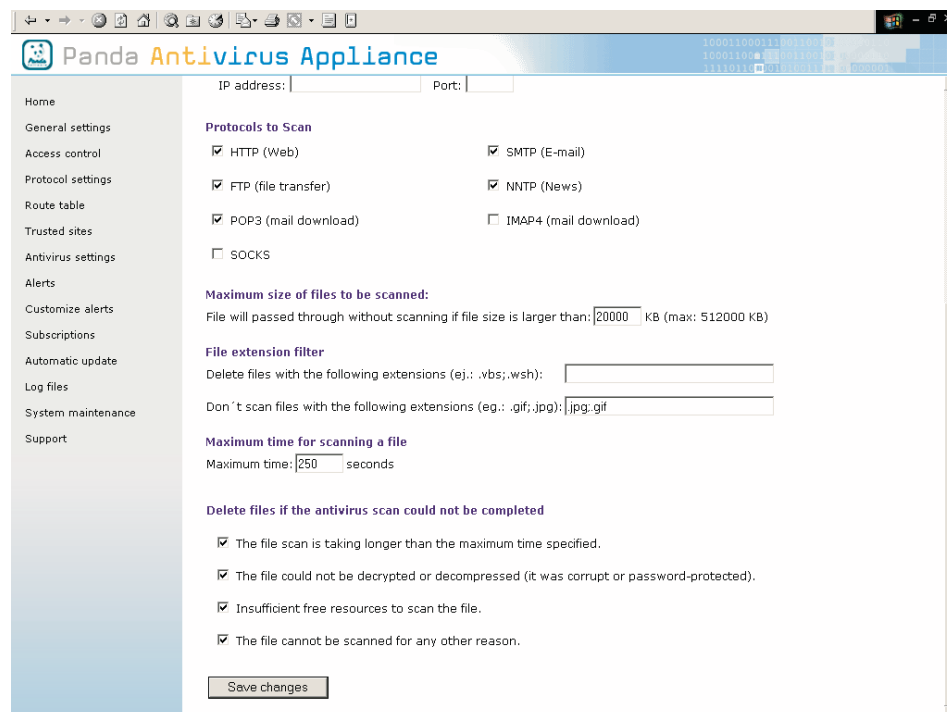 Panda Antivirus Appliance
IP address: Port:
Home
General settings
Access control
Protocol settings
Route table
Trusted sites
Antivirus settings
Alerts
Customize alerts
Subscriptions
Automatic update
Log files
System maintenance
Support
Protocols to Scan
HTTP (Web) SMTP (E-mail)
FTP (file transfer) NNTP (News)
POP3 (mail download) IMAP4 (mail download)
SOCKS
Maximum size of files to be scanned:
File will passed through without scanning if file size is larger than: 20000 KB (max: 512000 KB)
File extension filter
Delete files with the following extensions (ej.: .vbs;.wsh):
Don´t scan files with the following extensions (eg.: .gif;.jpg): .jpg;.gif
Maximum time for scanning a file
Maximum time: 250 seconds
Delete files if the antivirus scan could not be completed
The file scan is taking longer than the maximum time specified.
The file could not be decrypted or decompressed (it was corrupt or password-protected).
Insufficient free resources to scan the file.
The file cannot be scanned for any other reason.
Save changes